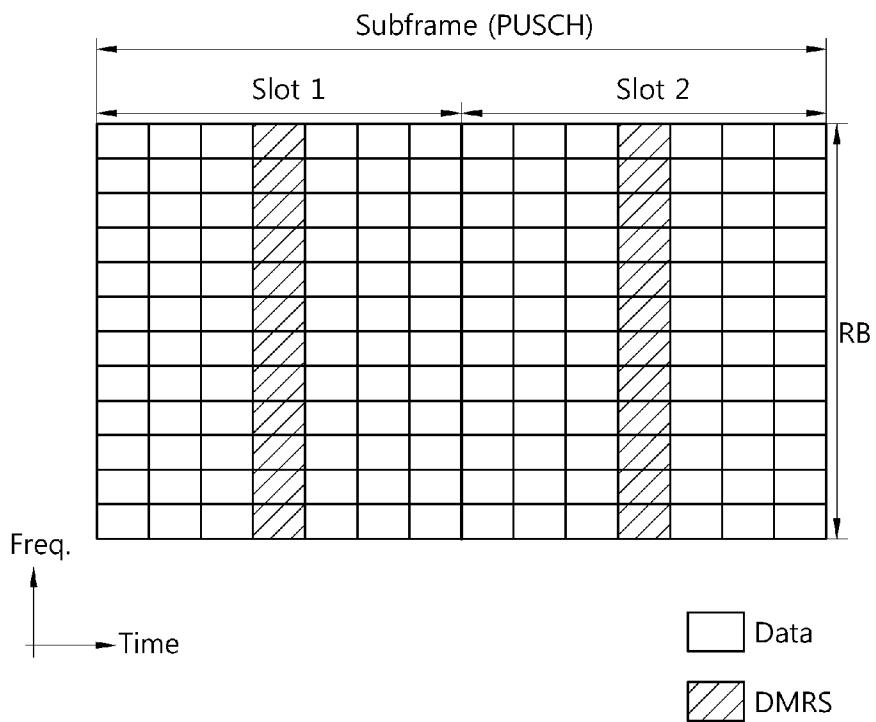 Subframe (PUSCH)
Slot 1
Slot 2
RB
Freq.
Time
Data
DMRS